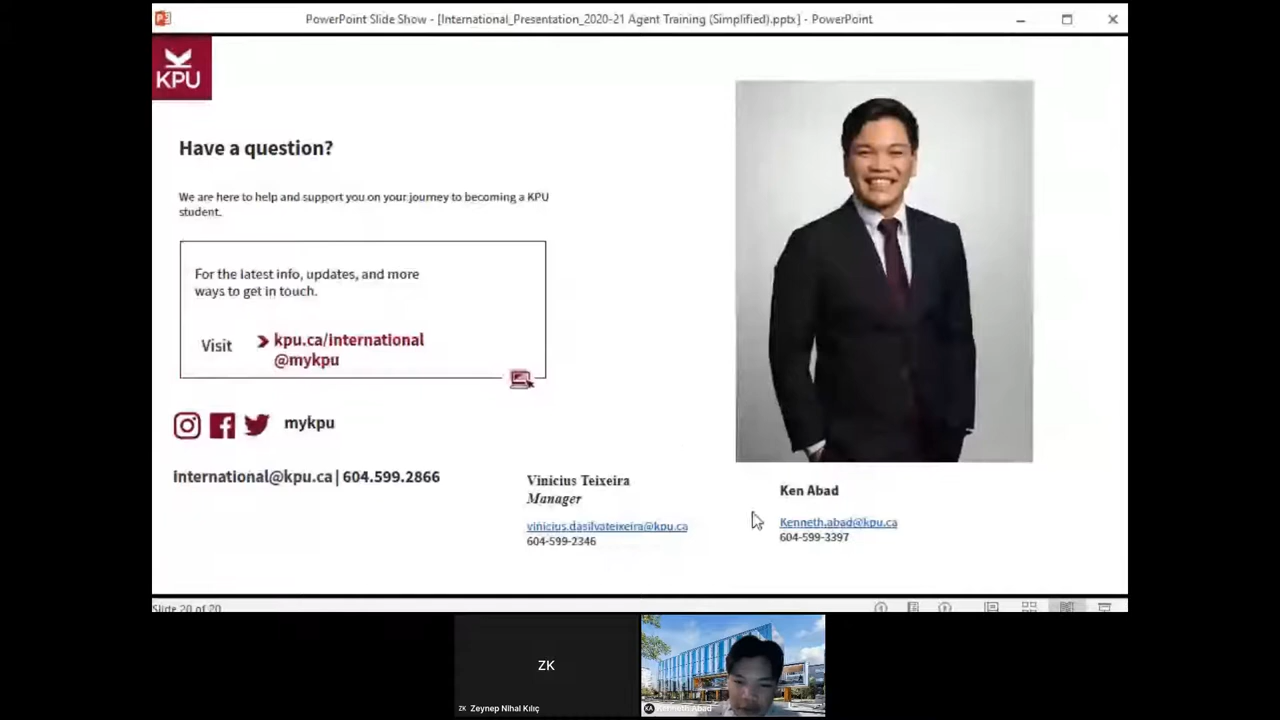 PowerPoint Slide Show - [International_Presentation_2020-21 Agent Training (Simplified).pptx] - PowerPoint
KPU
Have a question?
We are here to help and support you on your journey to becoming a KPU
student.
For the latest info, updates, and more
ways to get in touch.
Visit
kpu.ca/international
@mykpu
mykpu
international@kpu.ca | 604.599.2866
Vinicius Teixeira
Manager
vinicius.dasilvateixeira@kpu.ca
604-599-2346
Ken Abad
Kenneth.abad@kpu.ca
604-599-3397
Slide 20 of 20
ZK
ZK Zeynep Nihal Kılıç
KA Kenneth Abad